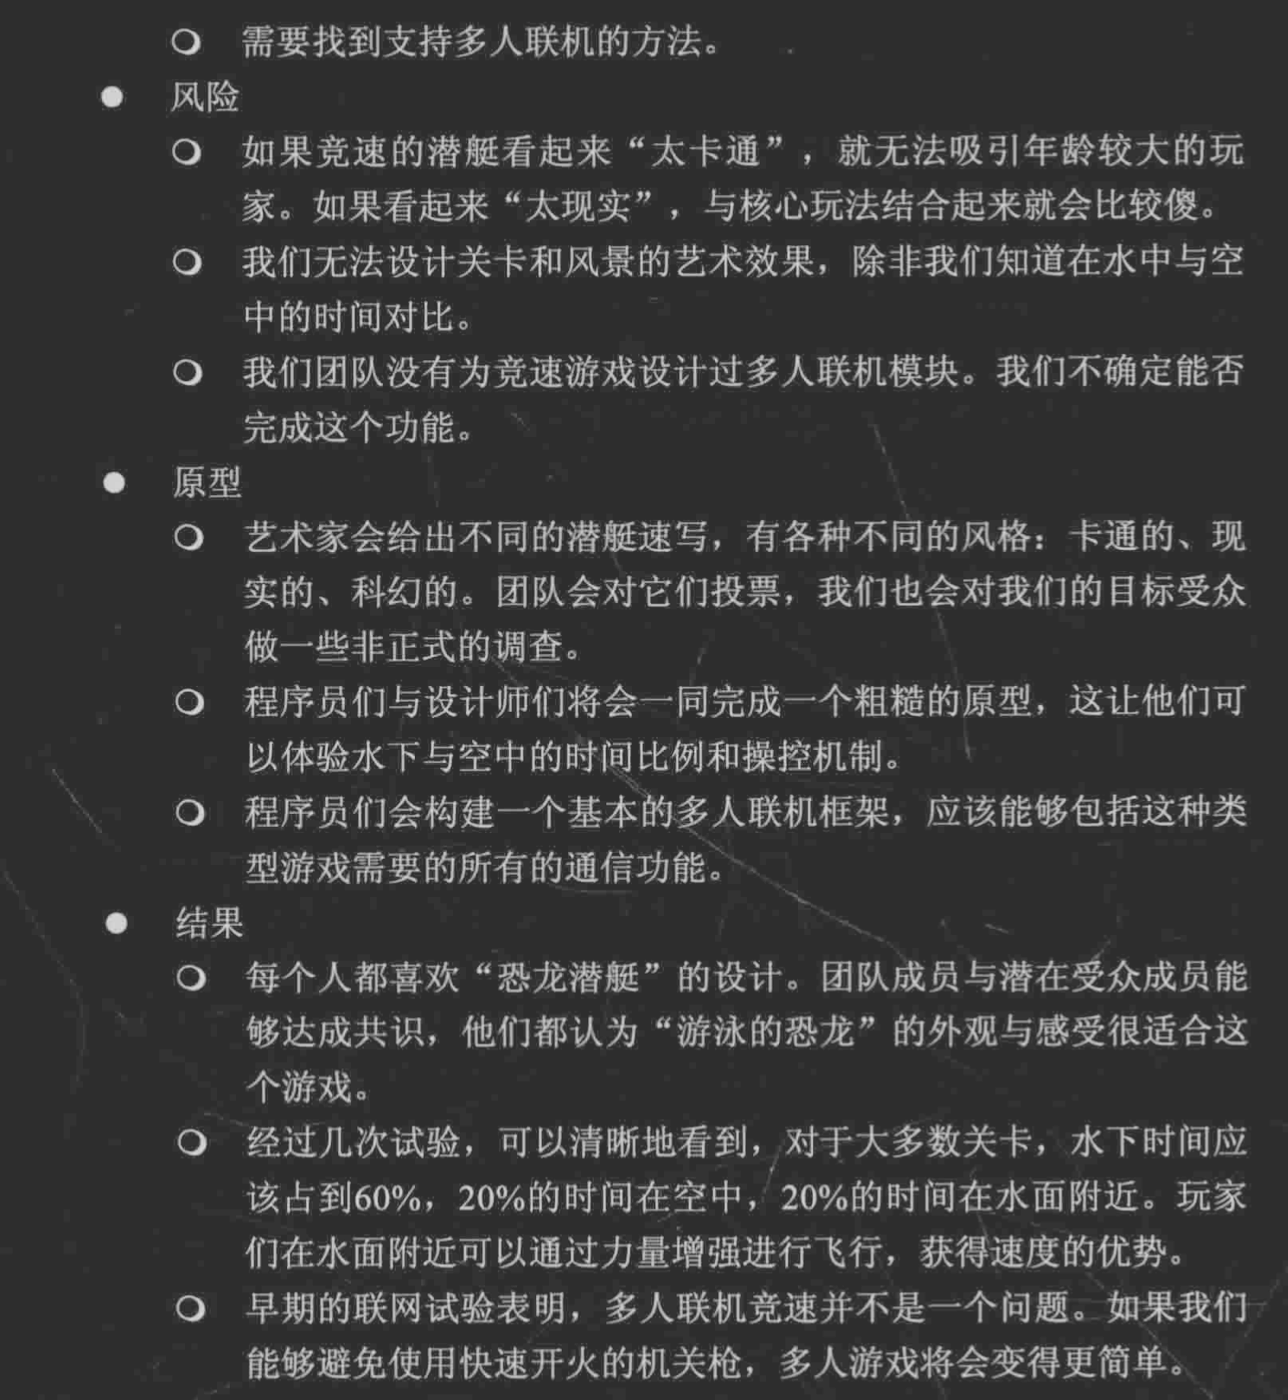 ○ 需要找到支持多人联机的方法。
● 风险
○ 如果竞速的潜艇看起来“太卡通”，就无法吸引年龄较大的玩
家。如果看起来“太现实”，与核心玩法结合起来就会比较傻。
○ 我们无法设计关卡和风景的艺术效果，除非我们知道在水中与空
中的时间对比。
○ 我们团队没有为竞速游戏设计过多人联机模块。我们不确定能否
完成这个功能。
● 原型
○ 艺术家会给出不同的潜艇速写，有各种不同的风格：卡通的、现
实的、科幻的。团队会对它们投票，我们也会对我们的目标受众
做一些非正式的调查。
○ 程序员们与设计师们将会一同完成一个粗糙的原型，这让他们可
以体验水下与空中的时间比例和操控机制。
○ 程序员们会构建一个基本的多人联机框架，应该能够包括这种类
型游戏需要的所有的通信功能。
● 结果
○ 每个人都喜欢“恐龙潜艇”的设计。团队成员与潜在受众成员能
够达成共识，他们都认为“游泳的恐龙”的外观与感受很适合这
个游戏。
○ 经过几次试验，可以清晰地看到，对于大多数关卡，水下时间应
该占到60%，20%的时间在空中，20%的时间在水面附近。玩家
们在水面附近可以通过力量增强进行飞行，获得速度的优势。
○ 早期的联网试验表明，多人联机竞速并不是一个问题。如果我们
能够避免使用快速开火的机关枪，多人游戏将会变得更简单。